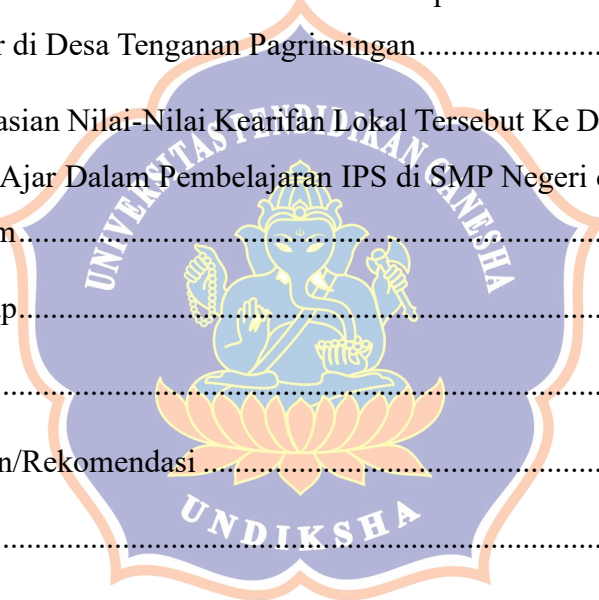 r di Desa Tenganan Pagrinsingan
asian Nilai-Nilai Kearifan Lokal Tersebut Ke D
Ajar Dalam Pembelajaran IPS di SMP Negeri
m
p
n/Rekomendasi
UNIVERSITAS PENDIDIKAN GANESHA
UNDIKSHA